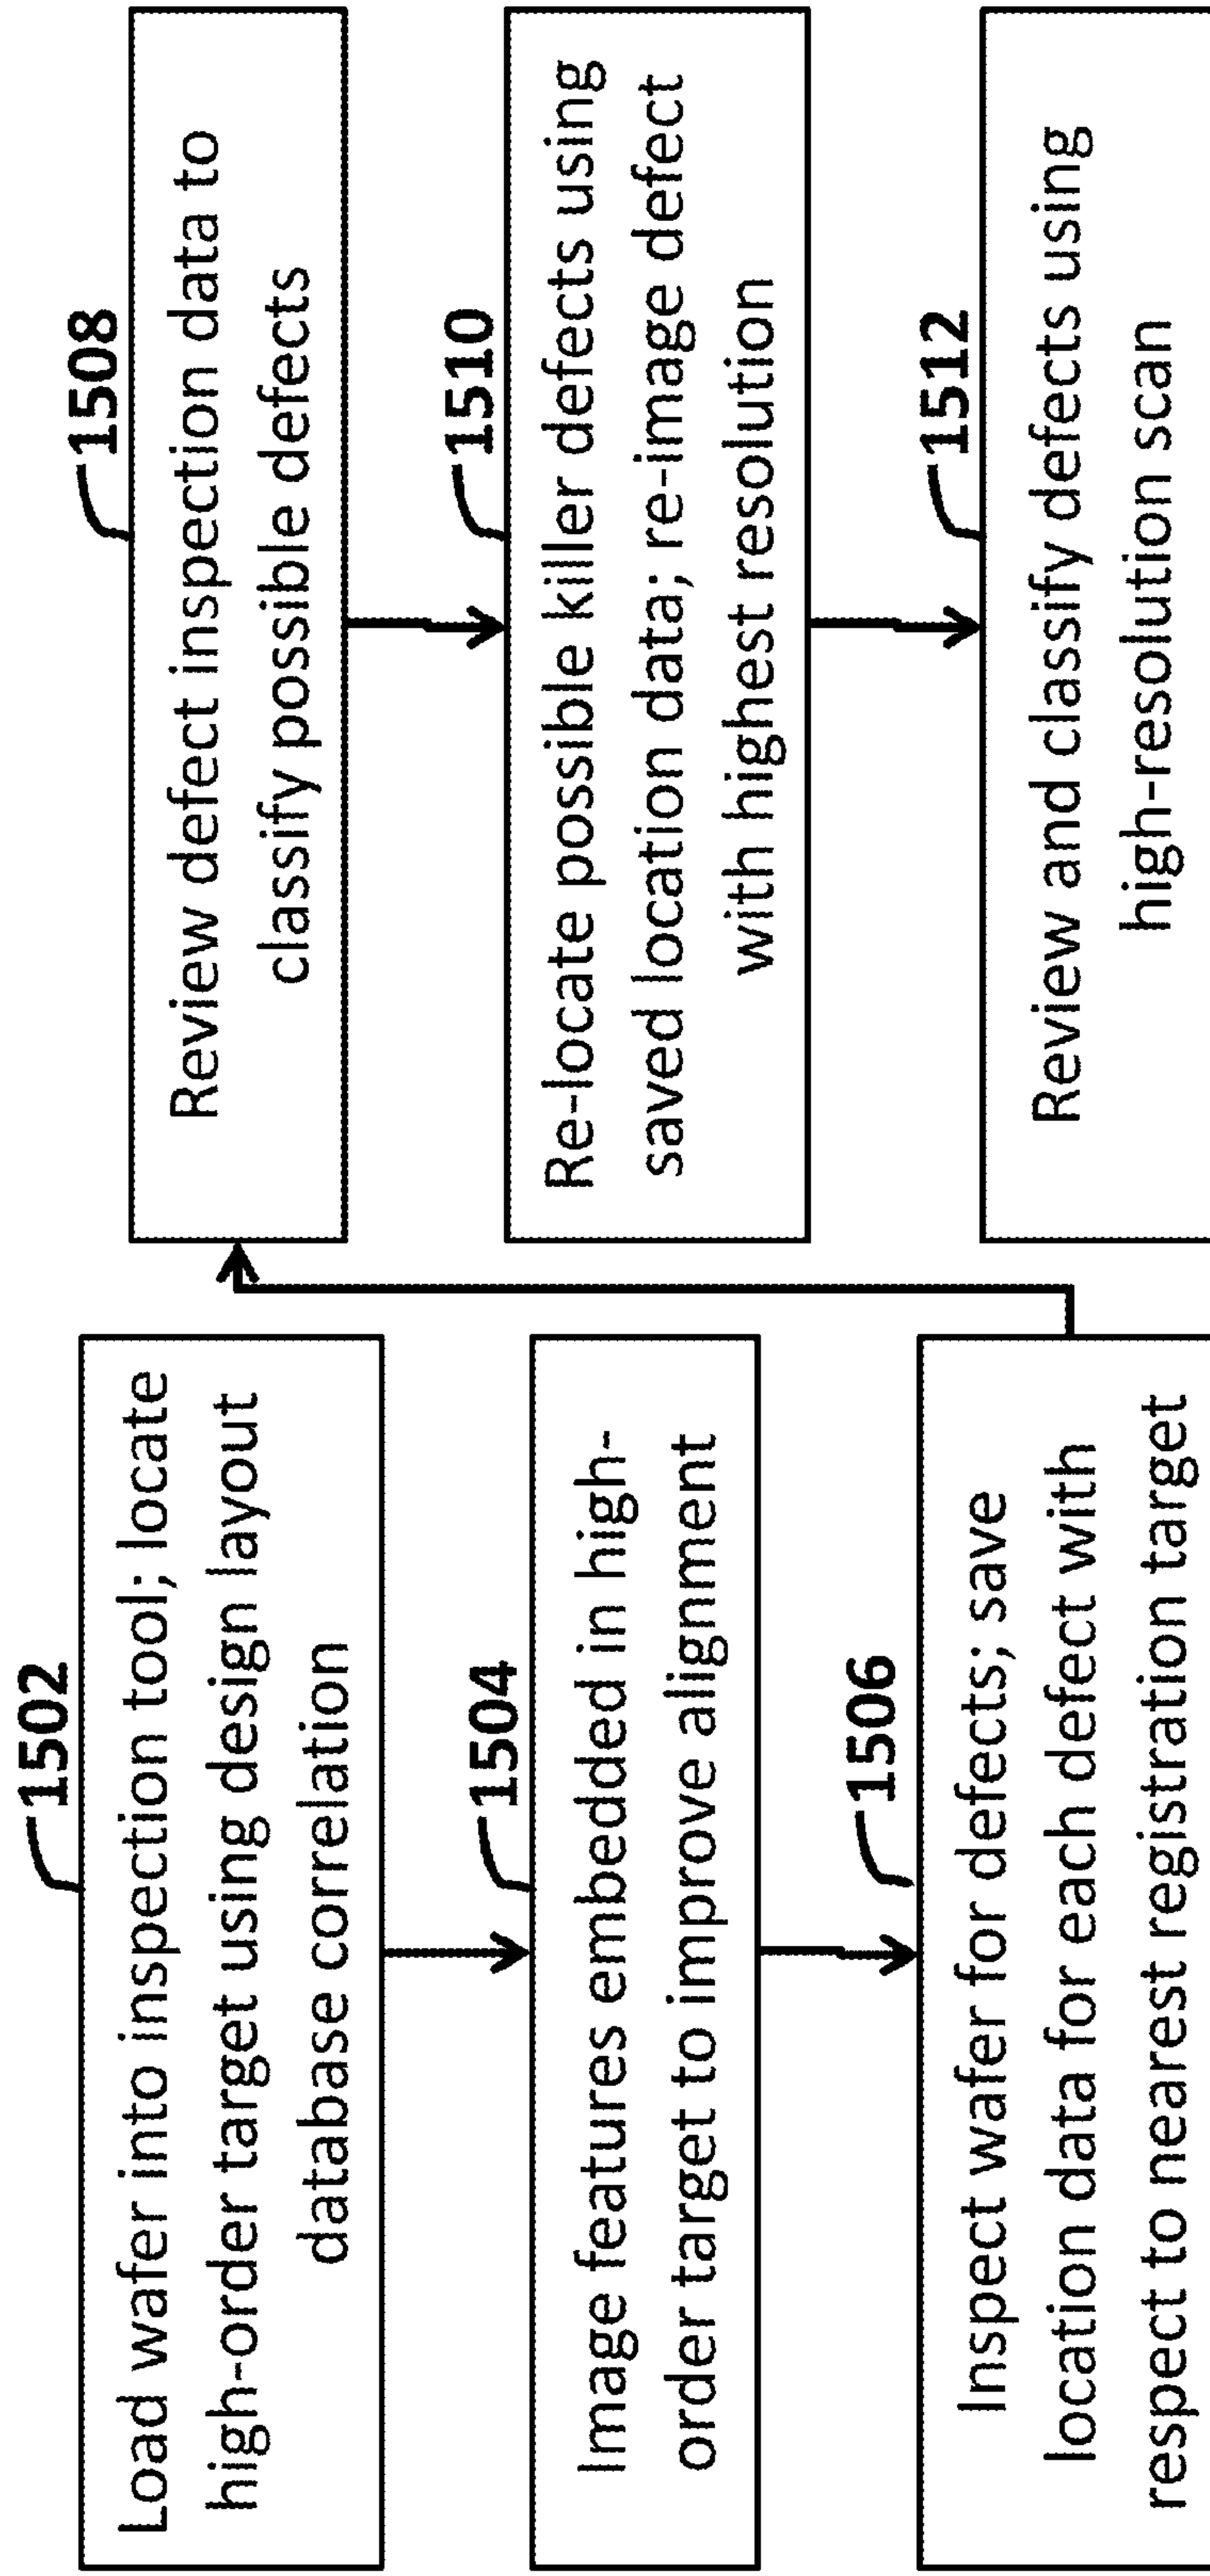 1502
Load wafer into inspection tool; locate
high-order target using design layout
database correlation
1504
Image features embedded in high-
order target to improve alignment
1506
Inspect wafer for defects; save
location data for each defect with
respect to nearest registration target
1508
Review defect inspection data to
classify possible defects
1510
Re-locate possible killer defects using
saved location data; re-image defect
with highest resolution
1512
Review and classify defects using
high-resolution scan